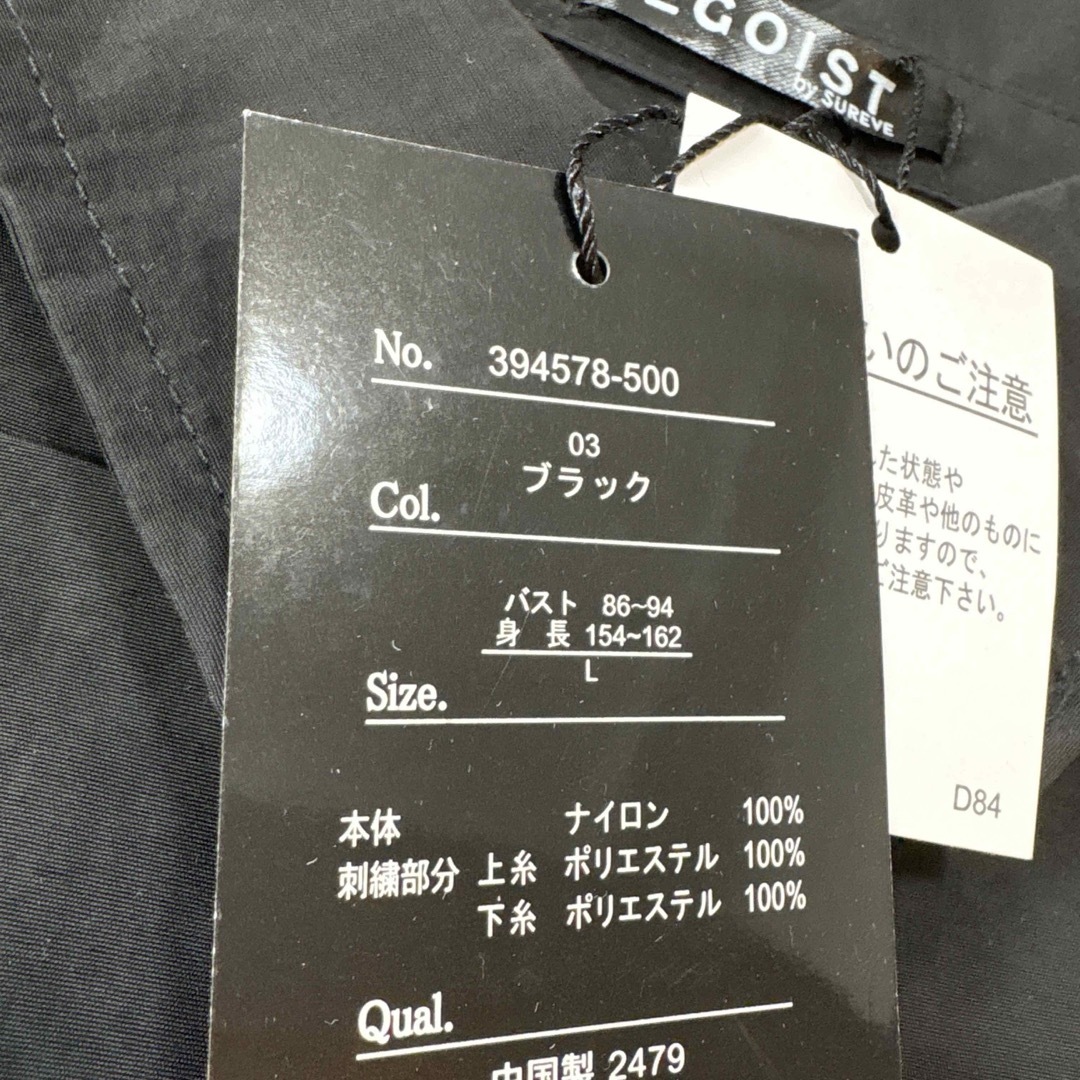 EGOIST
by SUREVE
No. 394578-500
03
ブラック
Col.
バスト 86~94
身 長 154~162
L
Size.
本体 ナイロン 100%
刺繍部分 上糸 ポリエステル 100%
下糸 ポリエステル 100%
Qual.
中国製 2479
いのご注意
た状態や
皮革や他のものに
りますので、
ご注意下さい。
D84